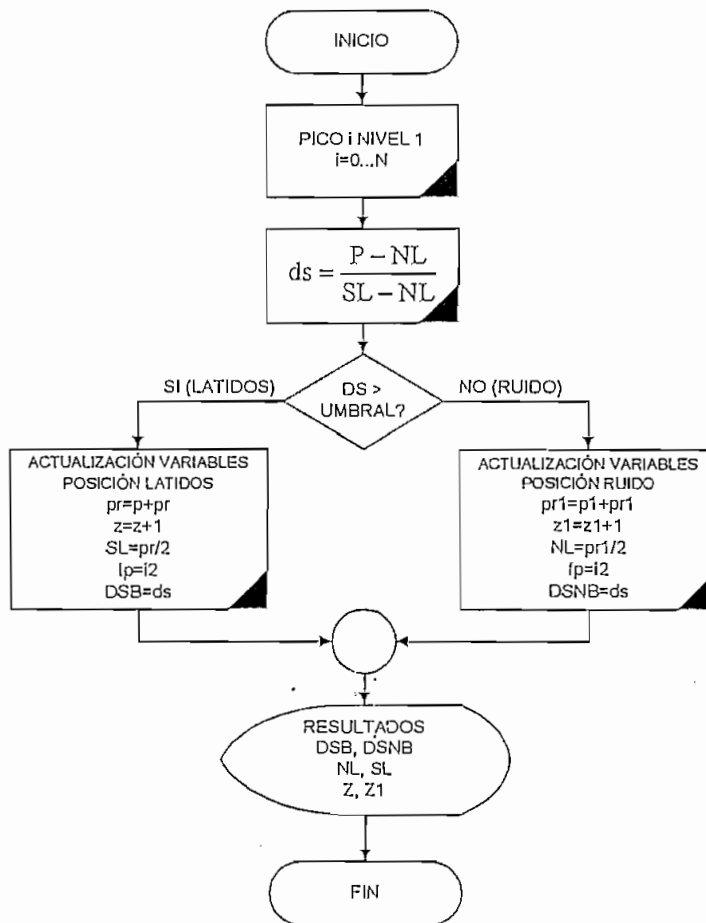 INICIO
PICO i NIVEL 1
i=0...N
ds = P - NL / SL - NL
SI (LATIDOS)
DS >
UMBRAL?
NO (RUIDO)
ACTUALIZACIÓN VARIABLES
POSICIÓN LATIDOS
pr=p+pr
z=z+1
SL=pr/2
ip=i2
DSB=ds
ACTUALIZACIÓN VARIABLES
POSICIÓN RUIDO
pr1=p1+pr1
z1=z1+1
NL=pr1/2
fp=i2
DSNB=ds
RESULTADOS
DSB, DSNB
NL, SL
Z, Z1
FIN